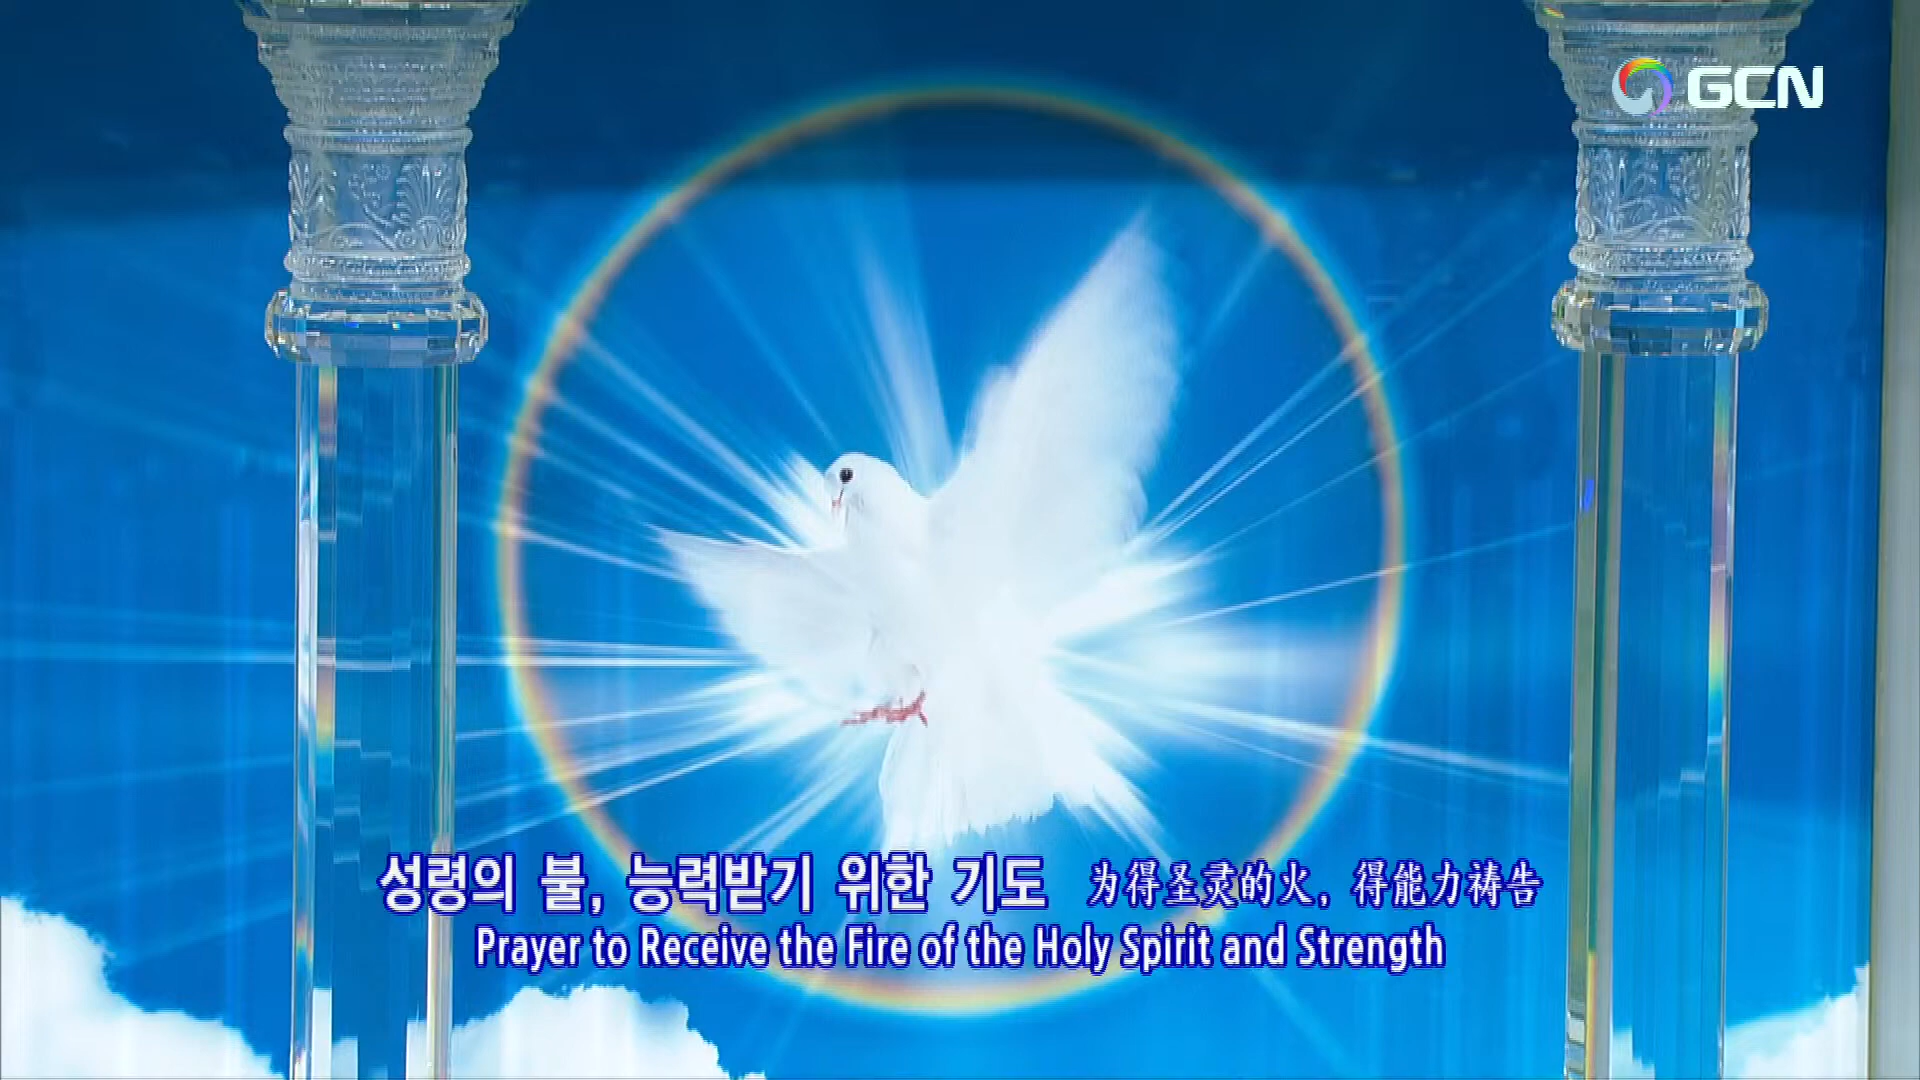 GCN
성령의 불, 능력받기 위한 기도 为得圣灵的火, 得能力祷告
Prayer to Receive the Fire of the Holy Spirit and Strength